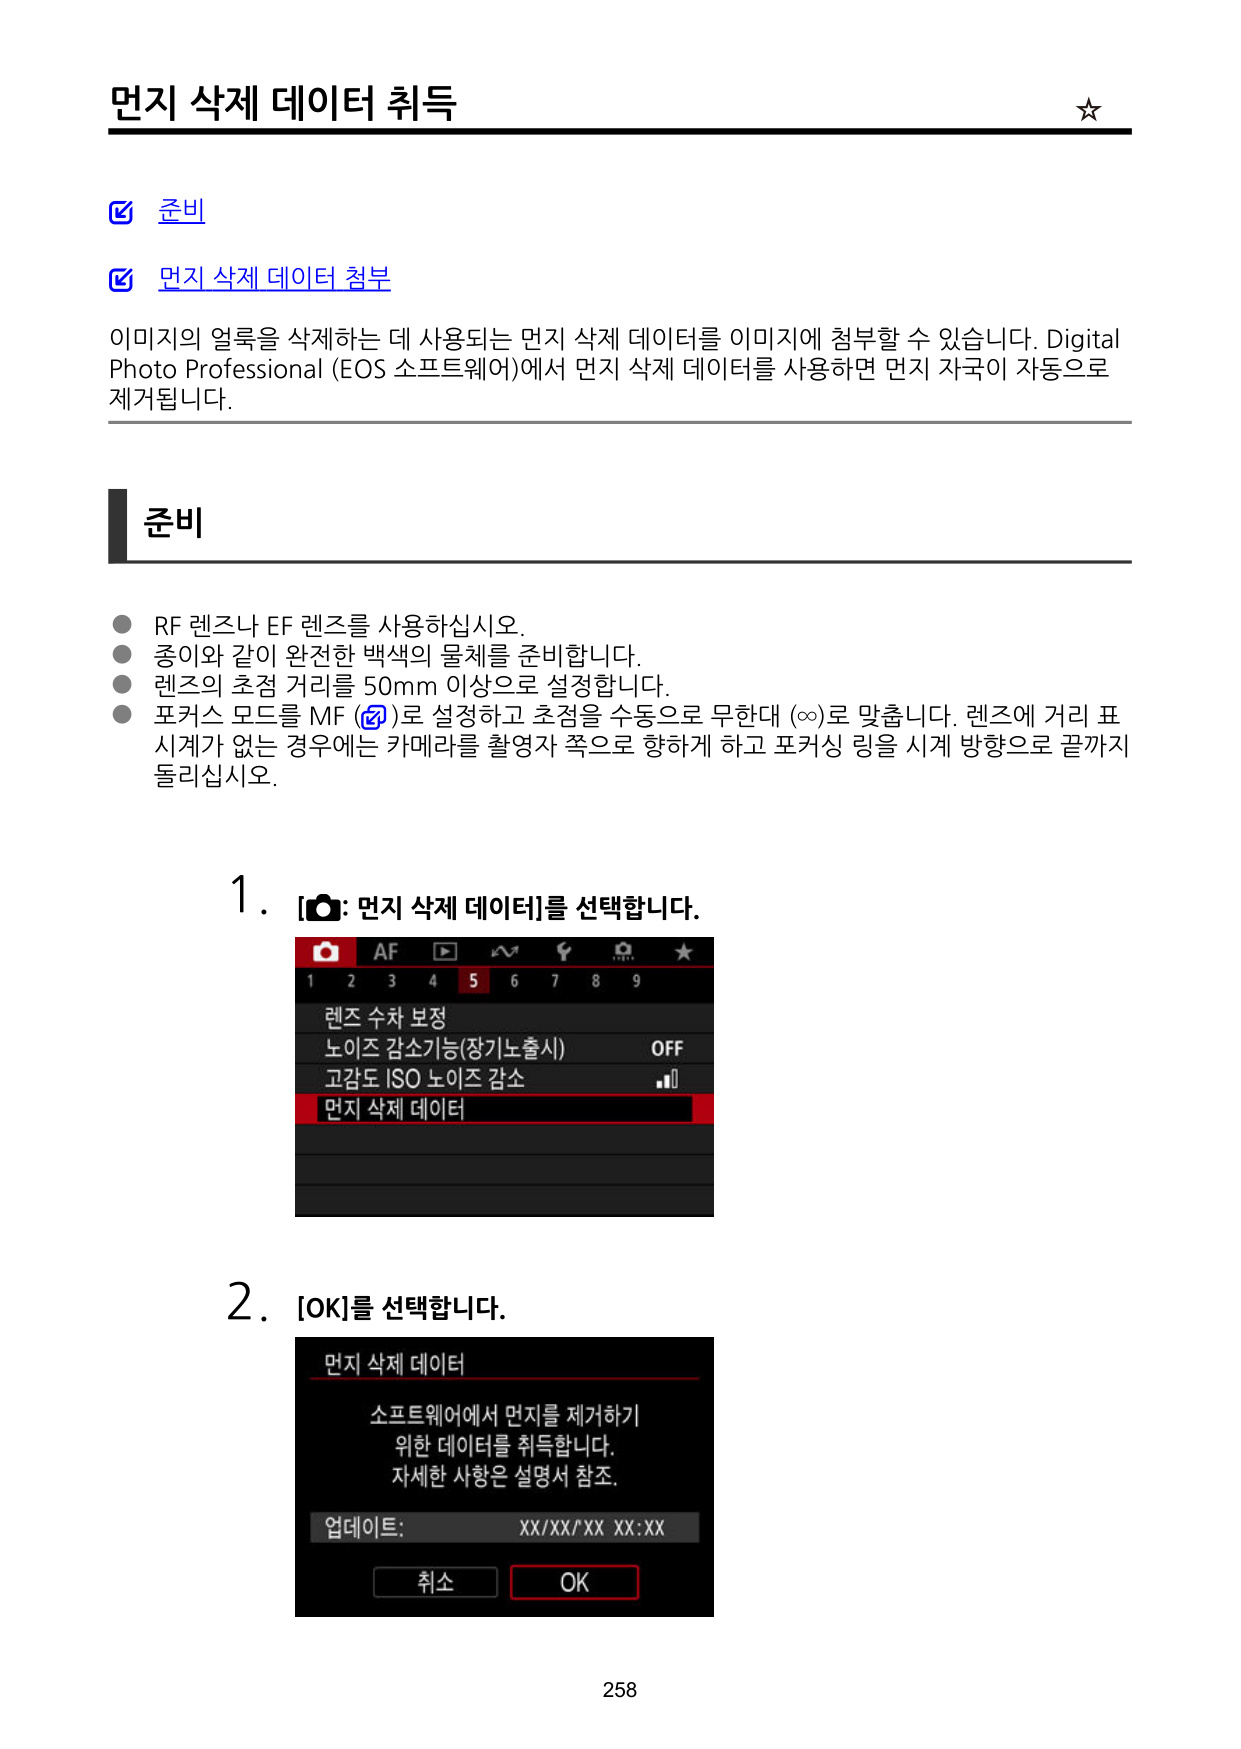 먼지 삭제 데이터 취득 ☆
준비
먼지 삭제 데이터 첨부
이미지의 얼룩을 삭제하는 데 사용되는 먼지 삭제 데이터를 이미지에 첨부할 수 있습니다. Digital
Photo Professional (EOS 소프트웨어)에서 먼지 삭제 데이터를 사용하면 먼지 자국이 자동으로
제거됩니다.
준비
● RF 렌즈나 EF 렌즈를 사용하십시오.
● 종이와 같이 완전한 백색의 물체를 준비합니다.
● 렌즈의 초점 거리를 50mm 이상으로 설정합니다.
● 포커스 모드를 MF ( )로 설정하고 초점을 수동으로 무한대 (∞)로 맞춥니다. 렌즈에 거리 표
시계가 없는 경우에는 카메라를 촬영자 쪽으로 향하게 하고 포커싱 링을 시계 방향으로 끝까지
돌리십시오.
1. [ : 먼지 삭제 데이터]를 선택합니다.
AF ★
1 2 3 4 5 6 7 8 9
렌즈 수차 보정
노이즈 감소기능(장기노출시) OFF
고감도 ISO 노이즈 감소
먼지 삭제 데이터
2. [OK]를 선택합니다.
먼지 삭제 데이터
소프트웨어에서 먼지를 제거하기
위한 데이터를 취득합니다.
자세한 사항은 설명서 참조.
업데이트: XX/XX/'XX XX:XX
취소 OK
258